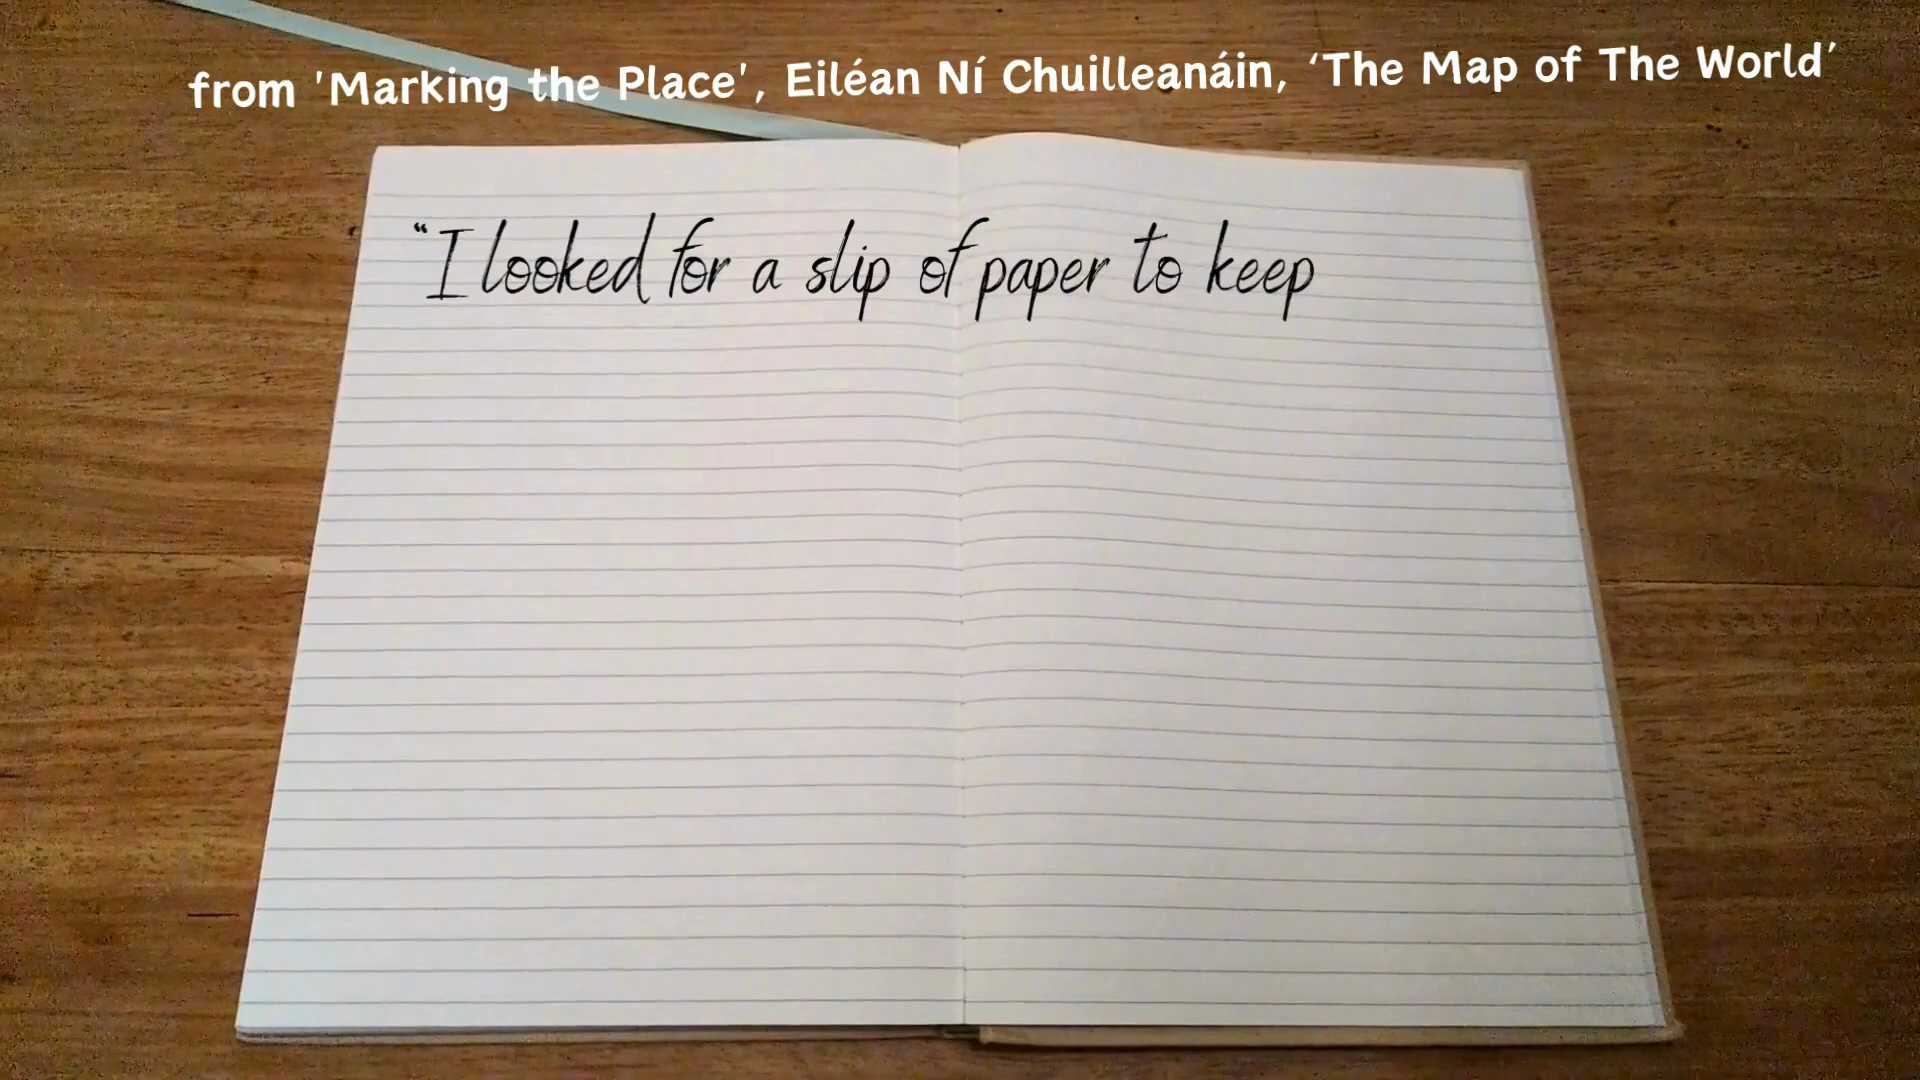 from 'Marking the Place', Eiléan Ní Chuilleanáin, ‘The Map of The World’
“I looked for a slip of paper to keep